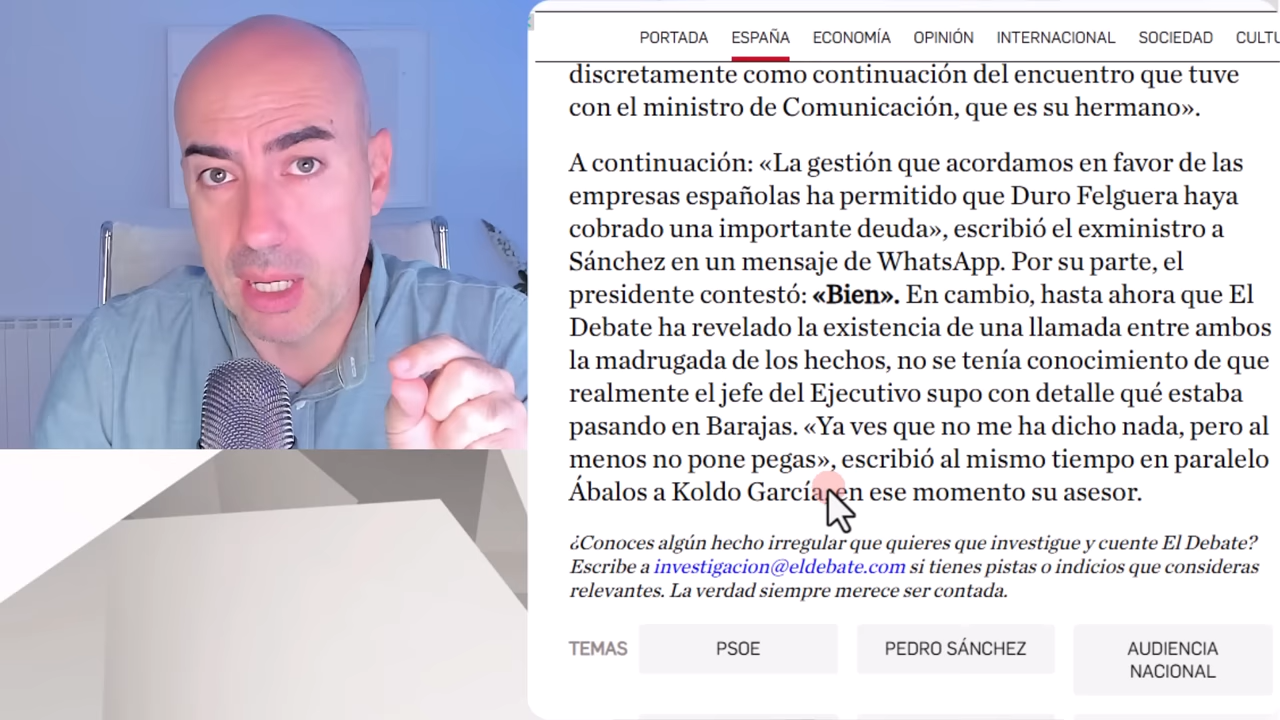 PORTADA ESPAÑA ECONOMÍA OPINIÓN INTERNACIONAL SOCIEDAD CULTU
discretamente como continuación del encuentro que tuve
con el ministro de Comunicación, que es su hermano».
A continuación: «La gestión que acordamos en favor de las
empresas españolas ha permitido que Duro Felguera haya
cobrado una importante deuda», escribió el exministro a
Sánchez en un mensaje de WhatsApp. Por su parte, el
presidente contestó: «Bien». En cambio, hasta ahora que El
Debate ha revelado la existencia de una llamada entre ambos
la madrugada de los hechos, no se tenía conocimiento de que
realmente el jefe del Ejecutivo supo con detalle qué estaba
pasando en Barajas. «Ya ves que no me ha dicho nada, pero al
menos no pone pegas», escribió al mismo tiempo en paralelo
Ábalos a Koldo García, en ese momento su asesor.
¿Conoces algún hecho irregular que quieres que investigue y cuente El Debate?
Escribe a investigacion@eldebate.com si tienes pistas o indicios que consideras
relevantes. La verdad siempre merece ser contada.
TEMAS PSOE PEDRO SÁNCHEZ AUDIENCIA
NACIONAL